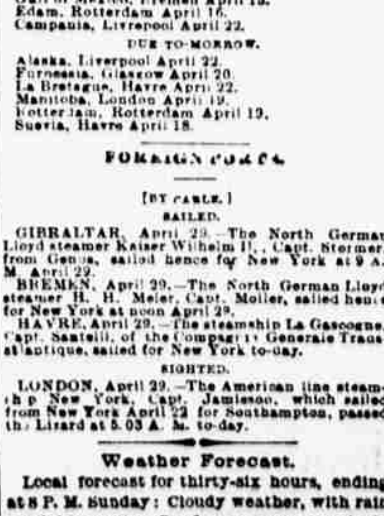 Edam, Rotterdam April 16.
Campania, Liverpool April 22.
DUE TO-MORROW.
Alaska, Liverpool April 22.
Furnessia, Glasgow April 20.
La Bretagne, Havre April 22.
Manitoba, London April 19.
Rotterdam, Rotterdam April 19.
Suevia, Havre April 18.
FOREIGN PORTS.
[BY CABLE.]
SAILED.
GIBRALTAR, April 29.—The North German
Lloyd steamer Kaiser Wilhelm II., Capt. Stormer,
from Genoa, sailed hence for New York at 9 A.
M. April 29.
BREMEN, April 29.—The North German Lloyd
steamer H. H. Meier, Capt. Moller, sailed hence
for New York at noon April 29.
HAVRE, April 29.—The steamship La Gascogne,
Capt. Santelli, of the Compagnie Generale Trans-
atlantique, sailed for New York to-day.
SIGHTED.
LONDON, April 29.—The American line steam-
ship New York, Capt. Jamieson, which sailed
from New York April 22 for Southampton, passed
the Lizard at 5.03 A. M. to-day.
Weather Forecast.
Local forecast for thirty-six hours, ending
at 8 P. M. Sunday: Cloudy weather, with rain